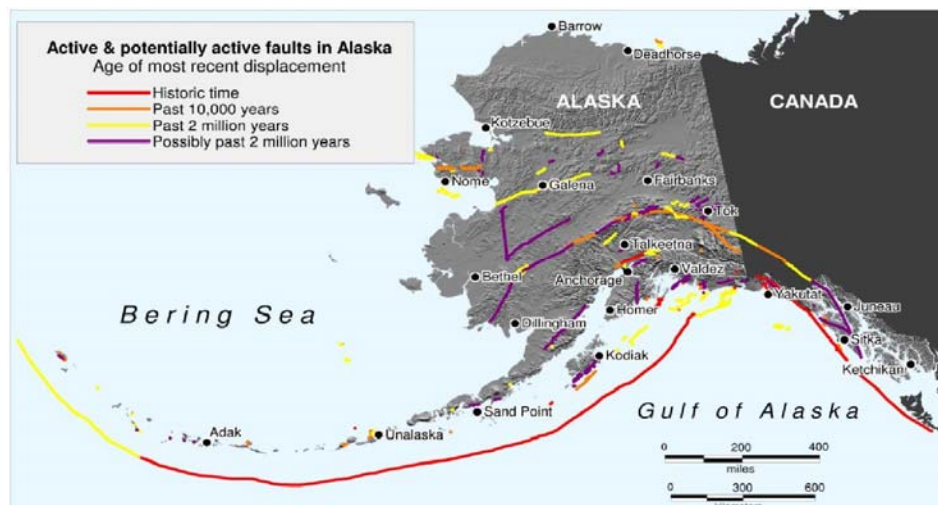 Active & potentially active faults in Alaska
Age of most recent displacement
Historic time
Past 10,000 years
Past 2 million years
Possibly past 2 million years
Barrow
Deadhorse
ALASKA
CANADA
Kotzebue
Nome
Galena
Fairbanks
Tok
Talkeetna
Bethel
Anchorage
Valdez
Yakutat
Juneau
Bering Sea
Dillingham
Homer
Sitka
Kodiak
Ketchikan
Sand Point
Gulf of Alaska
Adak
Unalaska
0 200 400
miles
0 300 600
kilometers